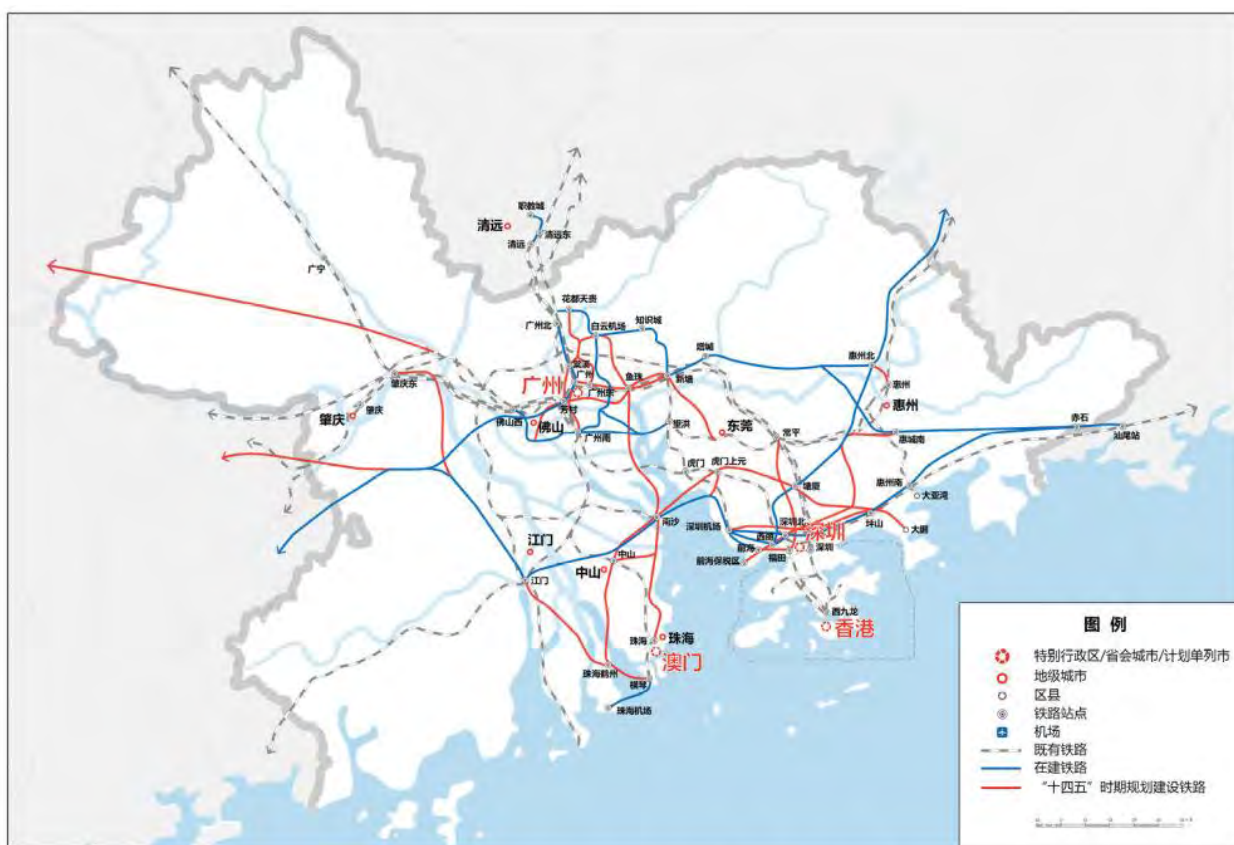 职教城
清远
清远东
清远
广宁
花都天贵
广州北
白云机场
知识城
增城
惠州北
广州
广州
鱼珠
新塘
惠州
肇庆东
广州东
芳村
惠州
肇庆
肇庆
佛山西
佛山
广州南
望洪
东莞
常平
惠城南
赤石
汕尾站
虎门
虎门上元
塘厦
惠州南
大亚湾
南沙
深圳机场
深圳北
坪山
大鹏
西丽
深圳
江门
中山
前海
福田
深圳
前海保税区
中山
江门
西九龙
香港
珠海
珠海
澳门
珠海鹤州
横琴
珠海机场
图 例
特别行政区/省会城市/计划单列市
地级城市
区县
铁路站点
机场
既有铁路
在建铁路
“十四五”时期规划建设铁路